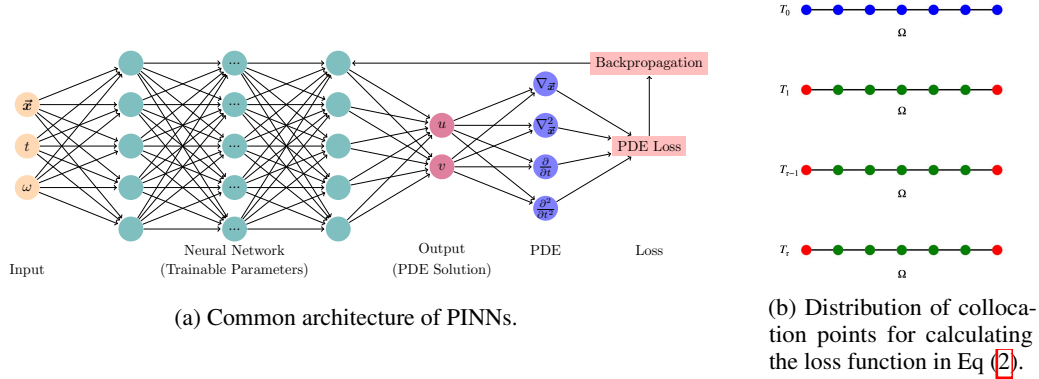 x⃗
t
ω
...
...
...
...
...
u
v
∇x⃗
∇²x⃗
∂/∂t
∂²/∂t²
Backpropagation
PDE Loss
Input
Neural Network
(Trainable Parameters)
Output
(PDE Solution)
PDE
Loss
(a) Common architecture of PINNs.
T₀
Ω
T₁
Ω
Tτ−1
Ω
Tτ
Ω
(b) Distribution of colloca-
tion points for calculating
the loss function in Eq (2).